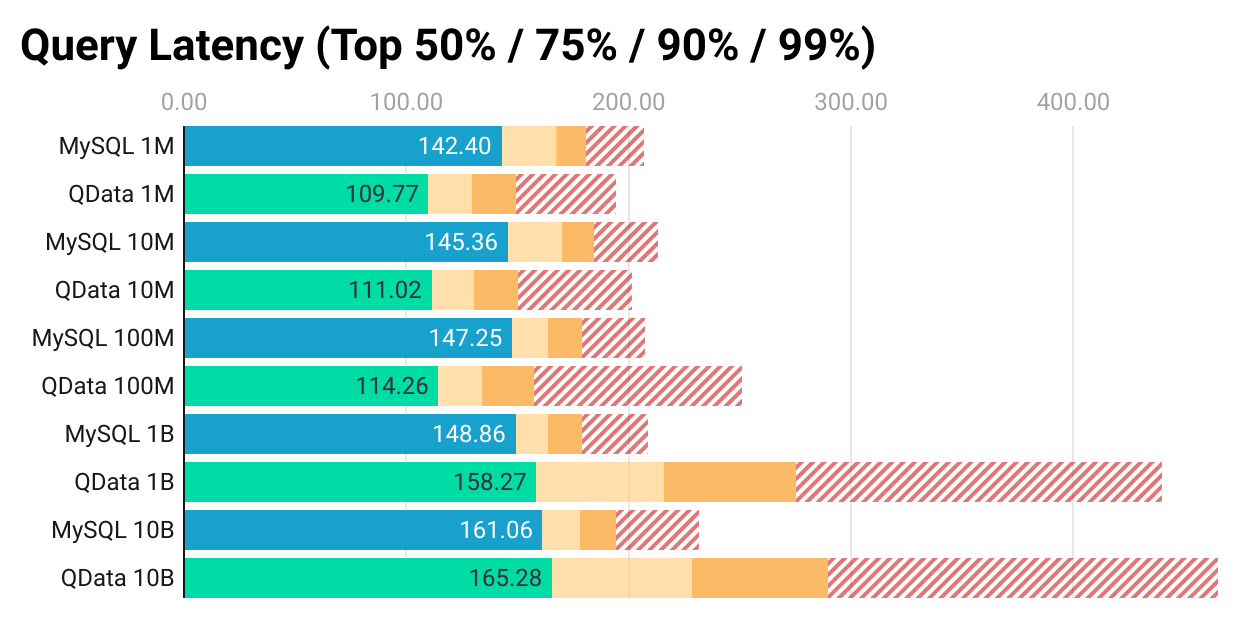 Query Latency (Top 50% / 75% / 90% / 99%)
0.00 100.00 200.00 300.00 400.00
MySQL 1M 142.40
QData 1M 109.77
MySQL 10M 145.36
QData 10M 111.02
MySQL 100M 147.25
QData 100M 114.26
MySQL 1B 148.86
QData 1B 158.27
MySQL 10B 161.06
QData 10B 165.28